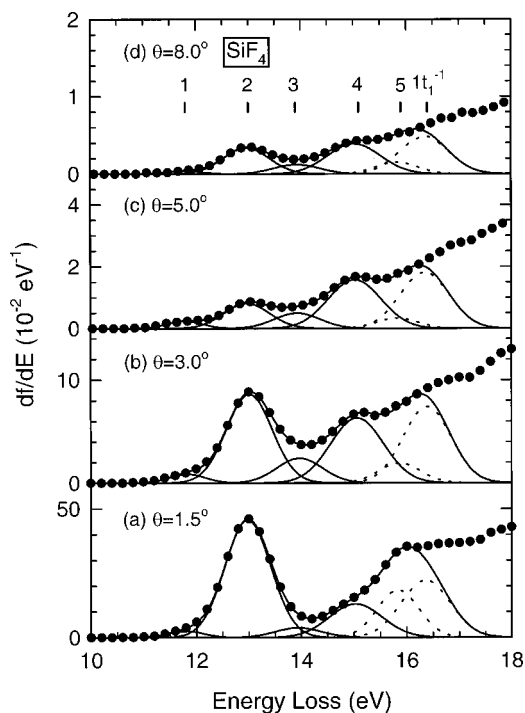 2
(d) θ=8.0° SiF₄
1 2 3 4 5 1t₁⁻¹
1
0
4
(c) θ=5.0°
2
0
(b) θ=3.0°
10
0
50
(a) θ=1.5°
0
10 12 14 16 18
Energy Loss (eV)
df/dE (10⁻² eV⁻¹)